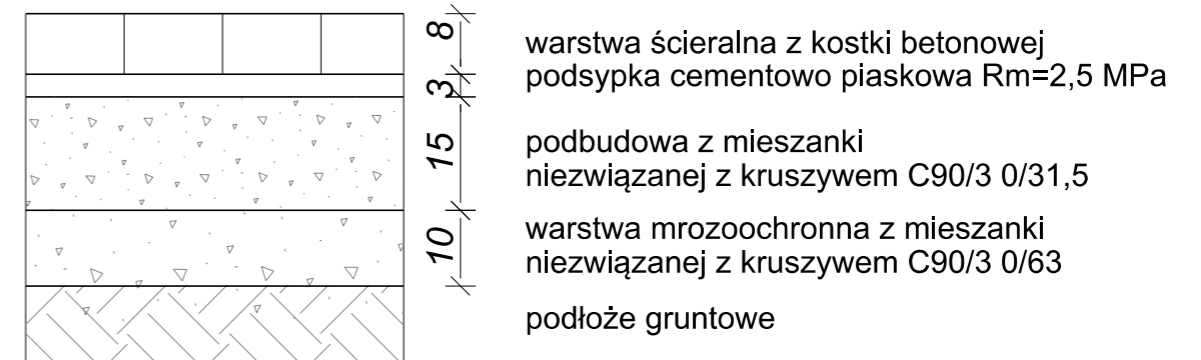 8
warstwa ścieralna z kostki betonowej
3
podsypka cementowo piaskowa Rm=2,5 MPa
15
podbudowa z mieszanki
niezwiązanej z kruszywem C90/3 0/31,5
10
warstwa mrozoochronna z mieszanki
niezwiązanej z kruszywem C90/3 0/63
podłoże gruntowe